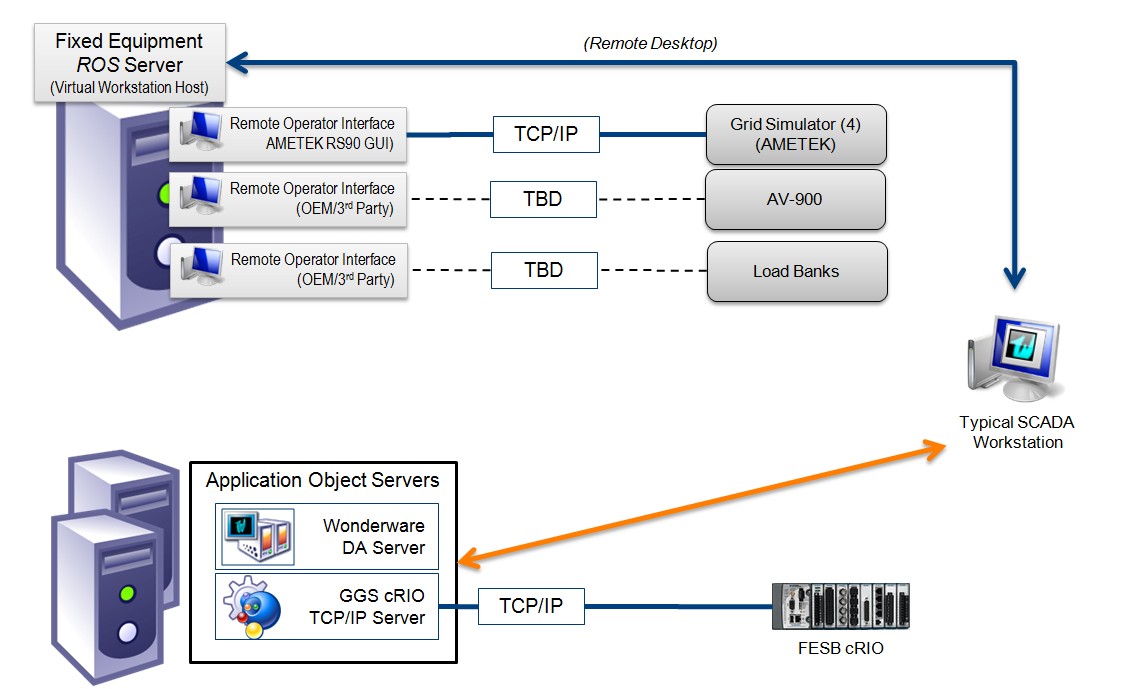 Fixed Equipment
ROS Server
(Virtual Workstation Host)
(Remote Desktop)
Remote Operator Interface
AMETEK RS90 GUI)
TCP/IP
Grid Simulator (4)
(AMETEK)
Remote Operator Interface
(OEM/3rd Party)
TBD
AV-900
Remote Operator Interface
(OEM/3rd Party)
TBD
Load Banks
Typical SCADA
Workstation
Application Object Servers
Wonderware
DA Server
GGS cRIO
TCP/IP Server
TCP/IP
FESB cRIO